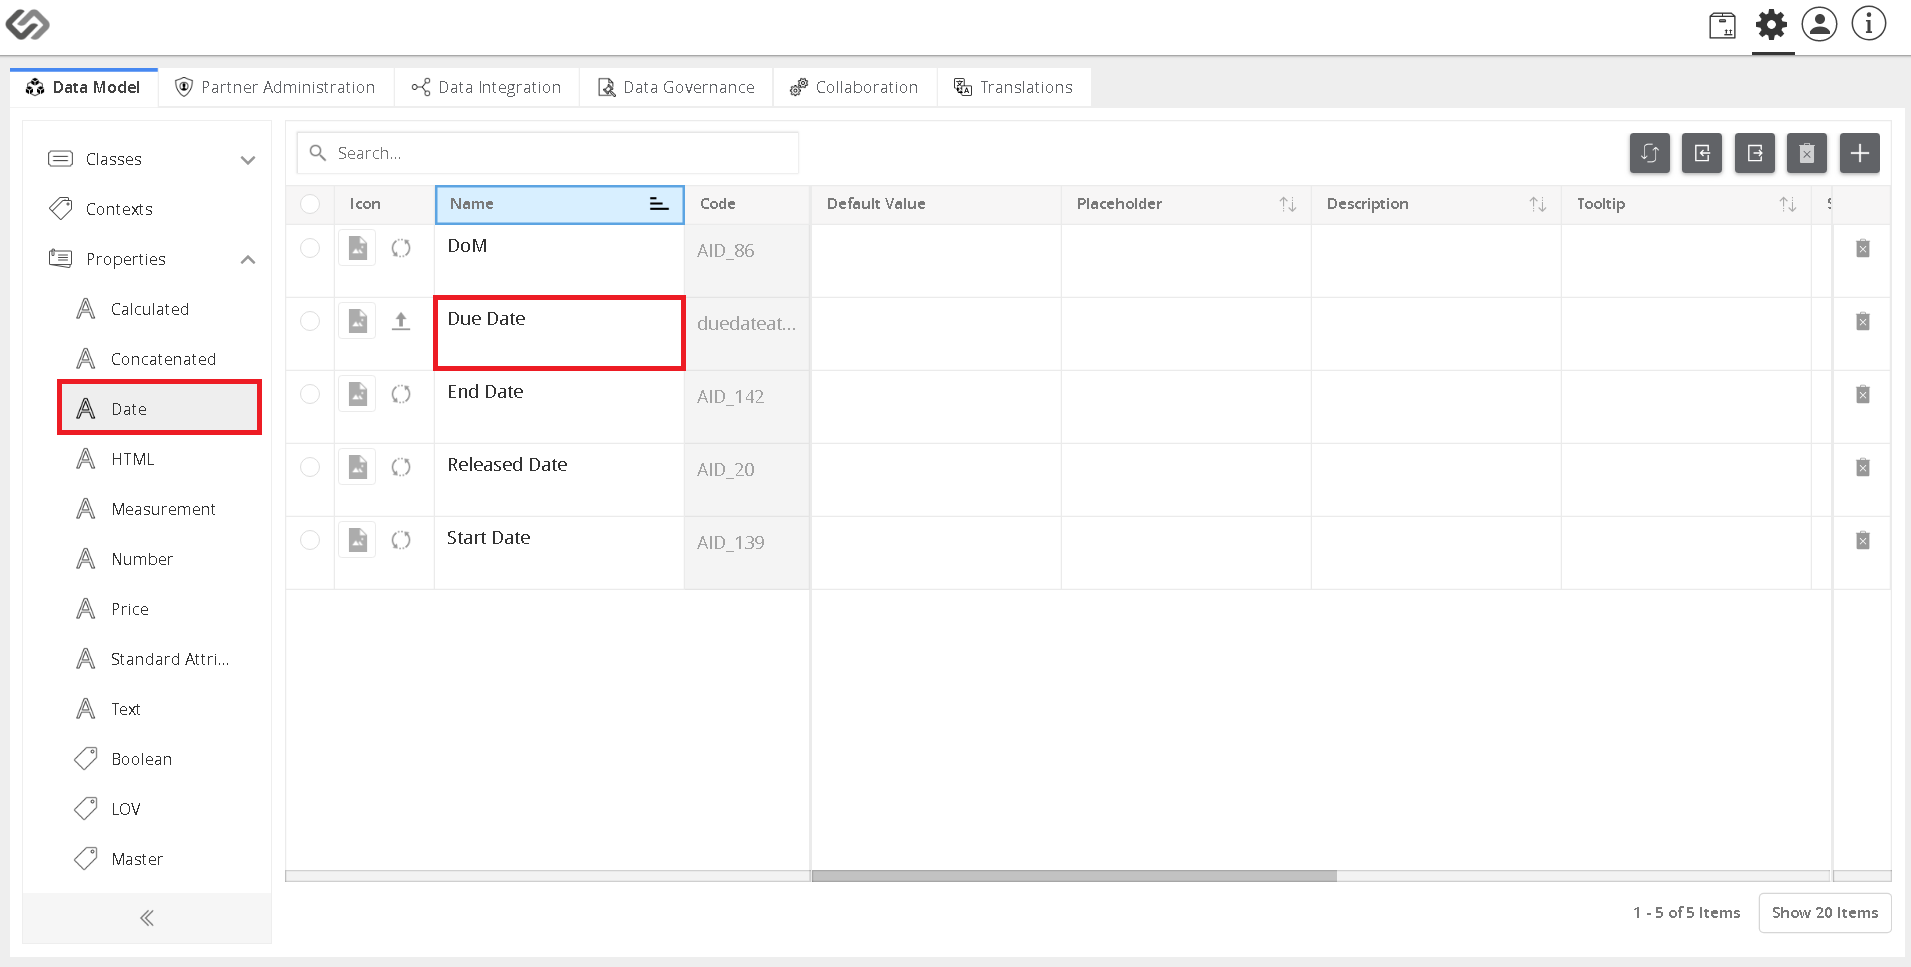 Data Model Partner Administration Data Integration Data Governance Collaboration Translations
Classes
Contexts
Properties
Calculated
Concatenated
Date
HTML
Measurement
Number
Price
Standard Attri...
Text
Boolean
LOV
Master
Search...
Icon Name Code Default Value Placeholder Description Tooltip
DoM AID_86
Due Date duedateat...
End Date AID_142
Released Date AID_20
Start Date AID_139
1 - 5 of 5 Items Show 20 Items